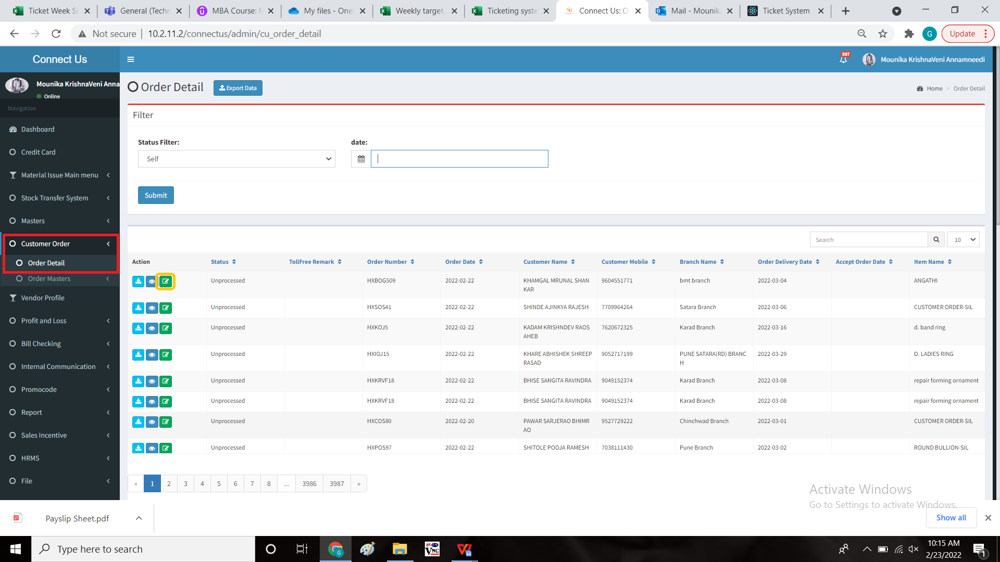 Ticket Week Sc
General (Techn
MBA Course: M
My files - OneD
Weekly target.
Ticketing syste
Connect Us: O
Mail - Mounika
Ticket System
Not secure
10.2.11.2/connectus/admin/cu_order_detail
G
Update
Connect Us
587
Mounika KrishnaVeni Annamneedi
Mounika KrishnaVeni Anna
Online
Navigation
Dashboard
Credit Card
Material Issue Main menu
Stock Transfer System
Masters
Customer Order
Order Detail
Order Masters
Vendor Profile
Profit and Loss
Bill Checking
Internal Communication
Promocode
Report
Sales Incentive
HRMS
File
Order Detail
Export Data
Home > Order Detail
Filter
Status Filter:
date:
Self
Submit
Search
10
Action Status TollFree Remark Order Number Order Date Customer Name Customer Mobile Branch Name Order Delivery Date Accept Order Date Item Name
Unprocessed HXBOG509 2022-02-22 KHAMGAL MRUNAL SHAN 9604551771 bmt branch 2022-03-04 ANGATHI
KAR
Unprocessed HXSOS41 2022-02-22 SHINDE AJINKYA RAJESH 7709964264 Satara Branch 2022-03-06 CUSTOMER ORDER-SIL
Unprocessed HXKOJ5 2022-02-22 KADAM KRISHNDEV RAOS 7620672325 Karad Branch 2022-03-16 d. band ring
AHEB
Unprocessed HXIOJ15 2022-02-22 KHARE ABHISHEK SHREEP 9052717199 PUNE SATARA(RD) BRANC 2022-03-29 D. LADIES RING
RASAD H
Unprocessed HXKRVF18 2022-02-22 BHISE SANGITA RAVINDRA 9049152374 Karad Branch 2022-03-08 repair forming ornament
Unprocessed HXKRVF18 2022-02-22 BHISE SANGITA RAVINDRA 9049152374 Karad Branch 2022-03-08 repair forming ornament
Unprocessed HXCOS80 2022-02-20 PAWAR SARJERAO BHIMR 9527729222 Chinchwad Branch 2022-03-01 CUSTOMER ORDER-SIL
AO
Unprocessed HXPOS97 2022-02-22 SHITOLE POOJA RAMESH 7038111430 Pune Branch 2022-03-02 ROUND BULLION-SIL
« 1 2 3 4 5 6 7 8 ... 3986 3987 »
Activate Windows
Go to Settings to activate Windows.
Payslip Sheet.pdf
Show all
Type here to search
VNC
10:15 AM
2/23/2022
1